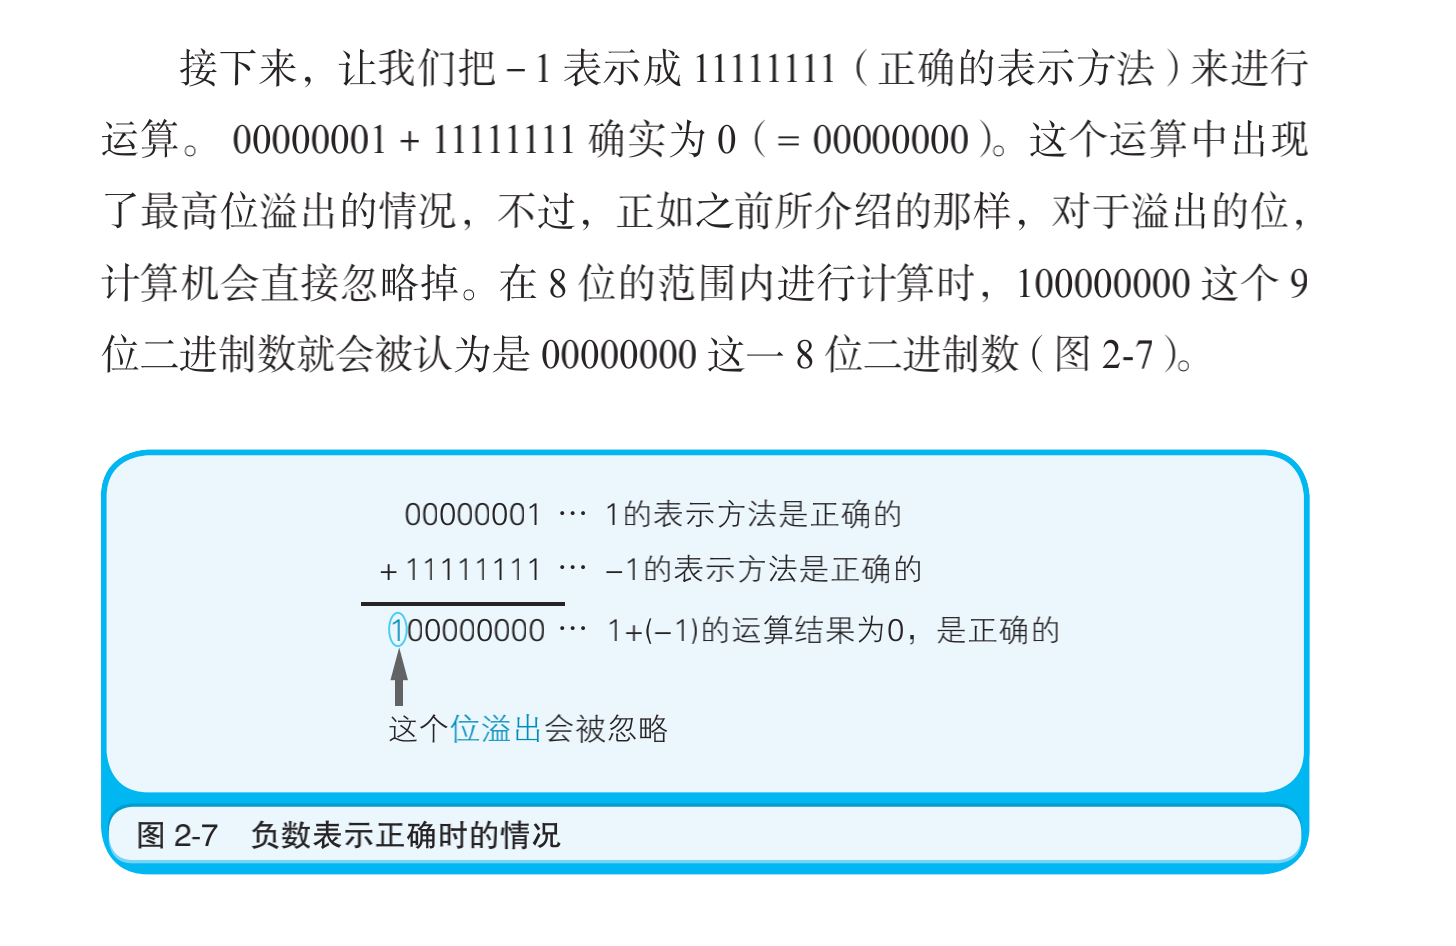 接下来，让我们把－1 表示成 11111111（正确的表示方法）来进行
运算。 00000001 + 11111111 确实为 0（= 00000000）。这个运算中出现
了最高位溢出的情况，不过，正如之前所介绍的那样，对于溢出的位，
计算机会直接忽略掉。在 8 位的范围内进行计算时，100000000 这个 9
位二进制数就会被认为是 00000000 这一 8 位二进制数（图 2-7）。
00000001 … 1的表示方法是正确的
+ 11111111 … –1的表示方法是正确的
100000000 … 1+(–1)的运算结果为0，是正确的
这个位溢出会被忽略
图 2-7 负数表示正确时的情况